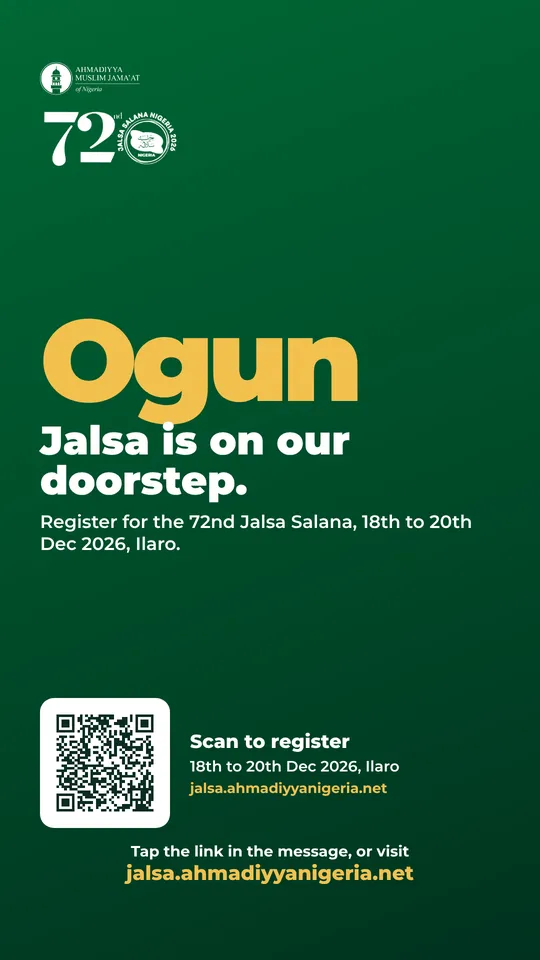 AHMADIYYA
MUSLIM JAMA'AT
of Nigeria
72nd
JALSA SALANA NIGERIA 2026
NIGERIA
Ogun
Jalsa is on our
doorstep.
Register for the 72nd Jalsa Salana, 18th to 20th
Dec 2026, Ilaro.
Scan to register
18th to 20th Dec 2026, Ilaro
jalsa.ahmadiyyanigeria.net
Tap the link in the message, or visit
jalsa.ahmadiyyanigeria.net